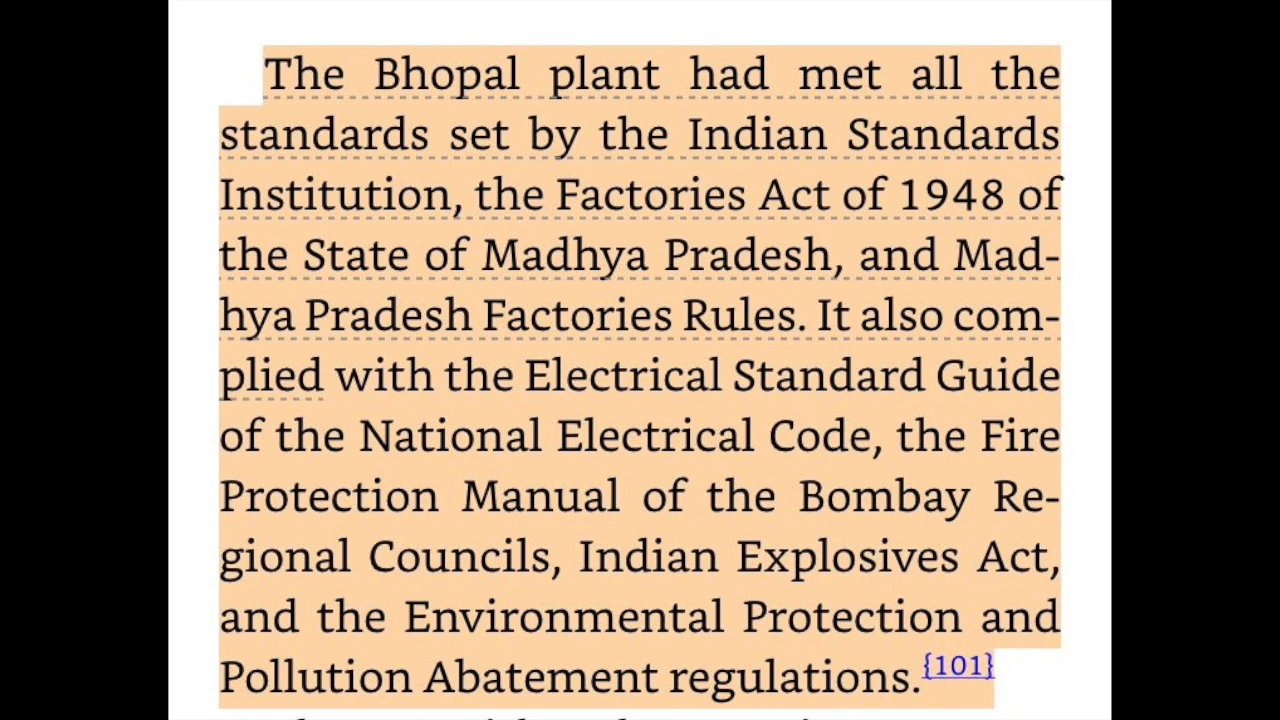 The Bhopal plant had met all the
standards set by the Indian Standards
Institution, the Factories Act of 1948 of
the State of Madhya Pradesh, and Mad-
hya Pradesh Factories Rules. It also com-
plied with the Electrical Standard Guide
of the National Electrical Code, the Fire
Protection Manual of the Bombay Re-
gional Councils, Indian Explosives Act,
and the Environmental Protection and
Pollution Abatement regulations.{101}